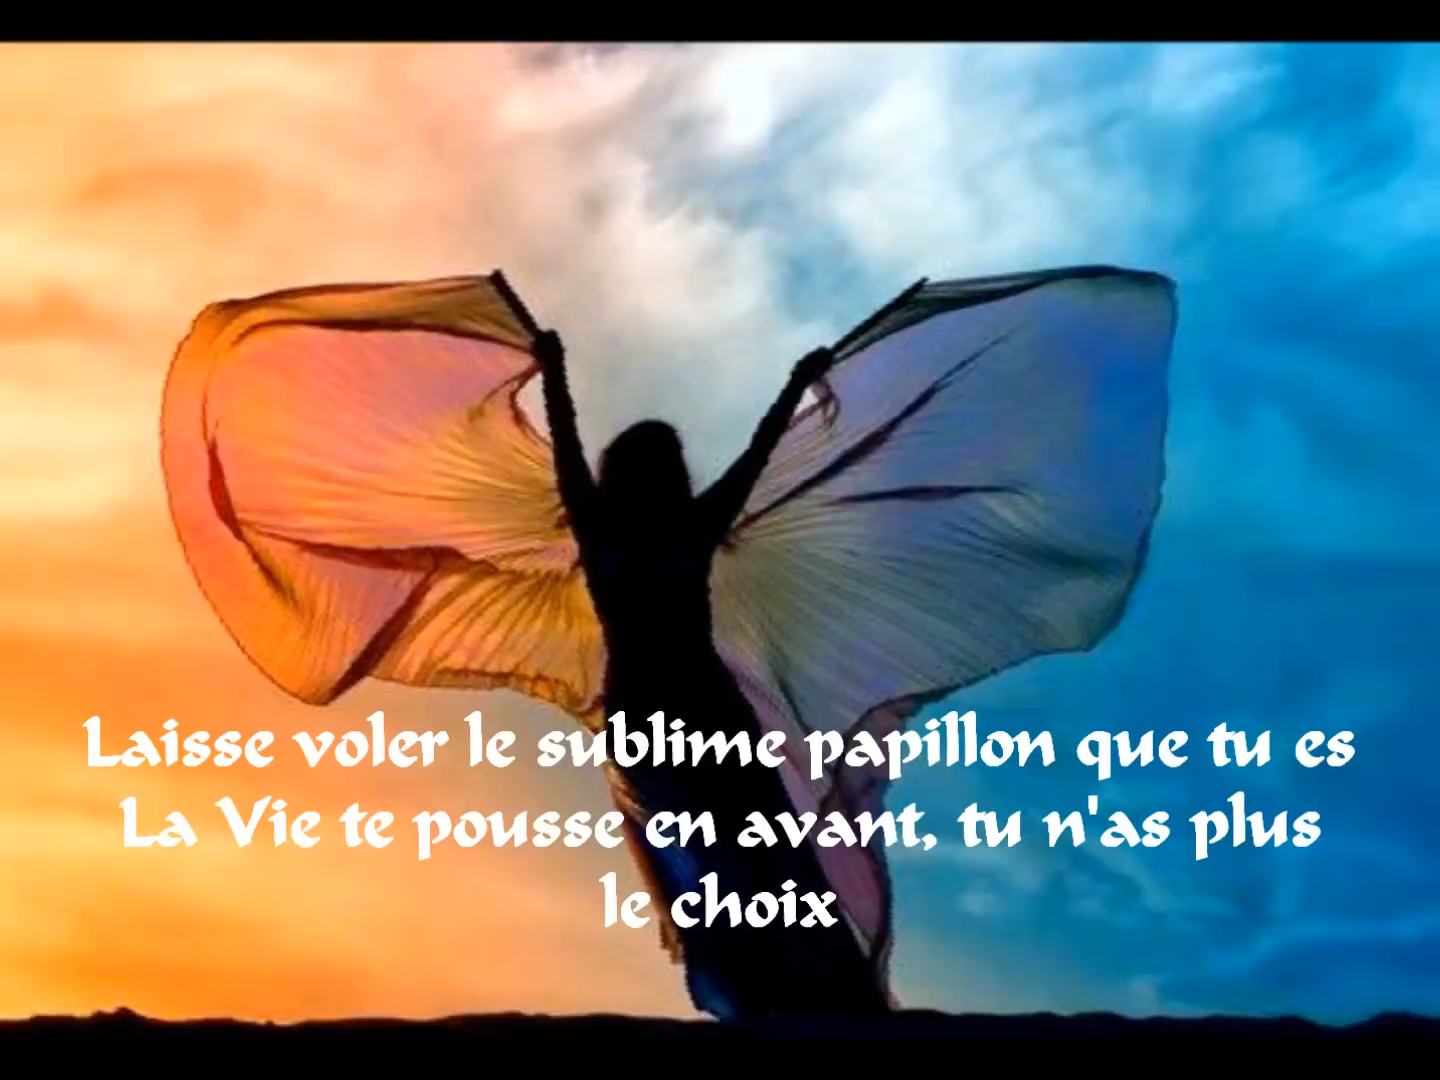 Laisse voler le sublime papillon que tu es
La Vie te pousse en avant, tu n'as plus
le choix